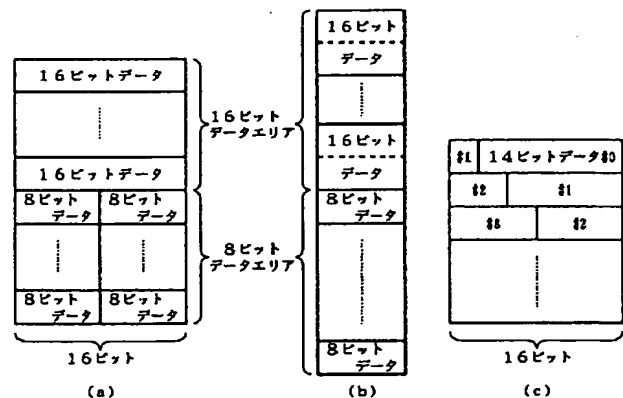 16ビットデータ
16ビットデータ
8ビット
データ
8ビット
データ
8ビット
データ
8ビット
データ
16ビット
(a)
16ビット
データエリア
8ビット
データエリア
16ビット
データ
16ビット
データ
8ビット
データ
8ビット
データ
(b)
#1
14ビットデータ#0
#2
#1
#2
16ビット
(c)